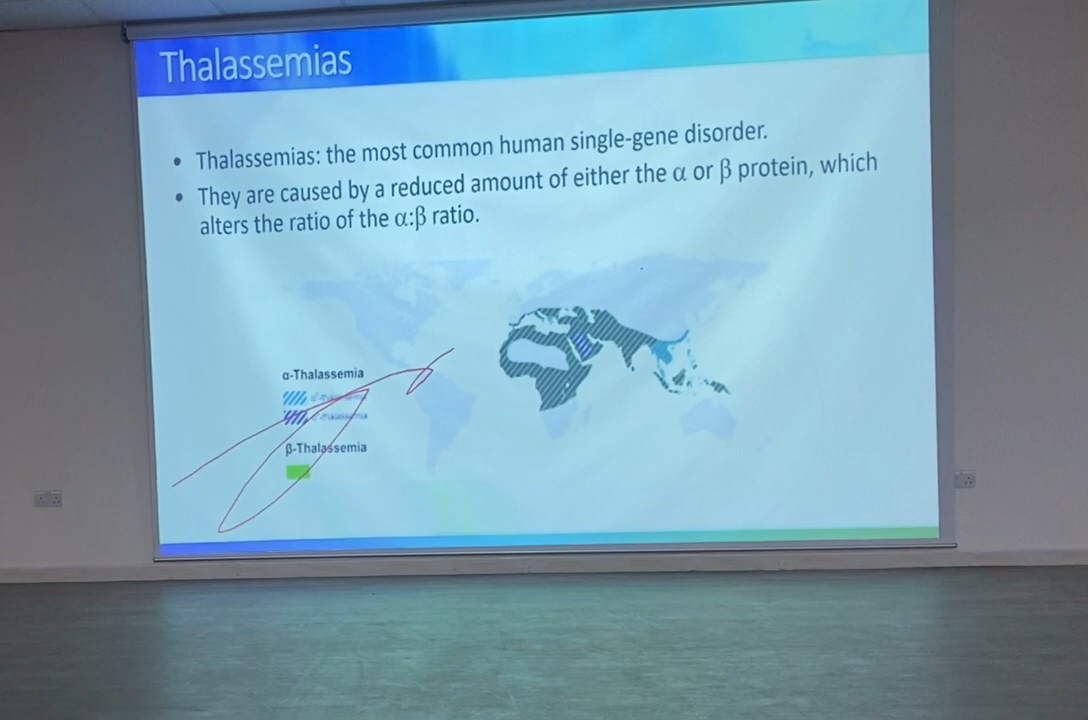 Thalassemias
• Thalassemias: the most common human single-gene disorder.
• They are caused by a reduced amount of either the α or β protein, which
alters the ratio of the α:β ratio.
α-Thalassemia
β-Thalassemia